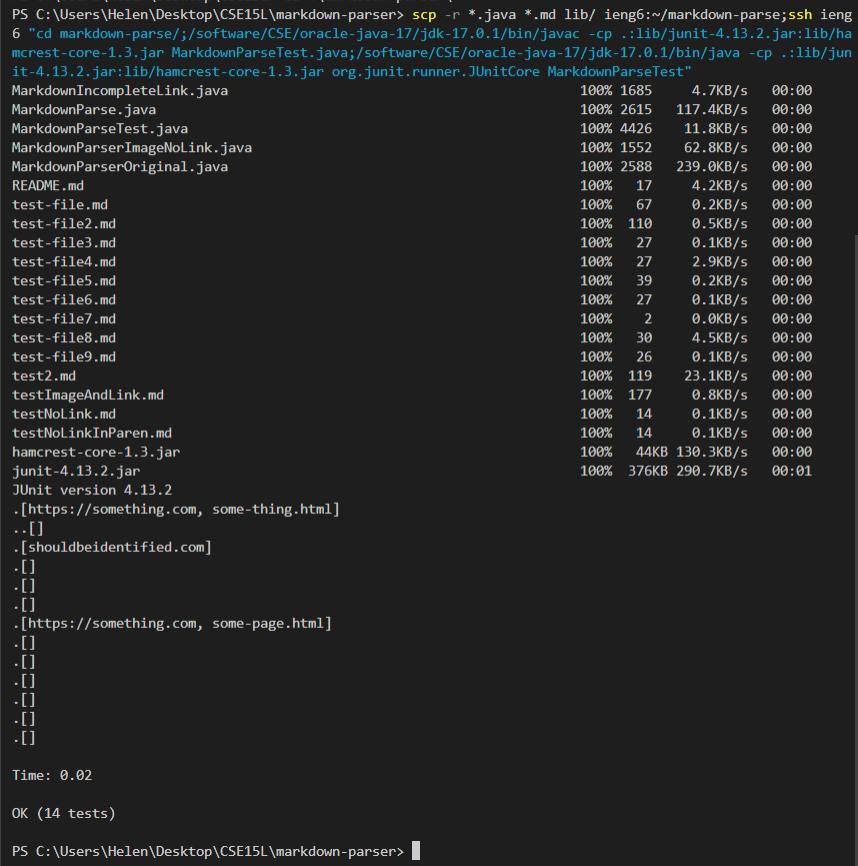 PS C:\Users\Helen\Desktop\CSE15L\markdown-parser> scp -r *.java *.md lib/ ieng6:~/markdown-parse;ssh ieng
6 "cd markdown-parse/;/software/CSE/oracle-java-17/jdk-17.0.1/bin/javac -cp .:lib/junit-4.13.2.jar:lib/ha
mcrest-core-1.3.jar MarkdownParseTest.java;/software/CSE/oracle-java-17/jdk-17.0.1/bin/java -cp .:lib/jun
it-4.13.2.jar:lib/hamcrest-core-1.3.jar org.junit.runner.JUnitCore MarkdownParseTest"
MarkdownIncompleteLink.java 100% 1685 4.7KB/s 00:00
MarkdownParse.java 100% 2615 117.4KB/s 00:00
MarkdownParseTest.java 100% 4426 11.8KB/s 00:00
MarkdownParserImageNoLink.java 100% 1552 62.8KB/s 00:00
MarkdownParserOriginal.java 100% 2588 239.0KB/s 00:00
README.md 100% 17 4.2KB/s 00:00
test-file.md 100% 67 0.2KB/s 00:00
test-file2.md 100% 110 0.5KB/s 00:00
test-file3.md 100% 27 0.1KB/s 00:00
test-file4.md 100% 27 2.9KB/s 00:00
test-file5.md 100% 39 0.2KB/s 00:00
test-file6.md 100% 27 0.1KB/s 00:00
test-file7.md 100% 2 0.0KB/s 00:00
test-file8.md 100% 30 4.5KB/s 00:00
test-file9.md 100% 26 0.1KB/s 00:00
test2.md 100% 119 23.1KB/s 00:00
testImageAndLink.md 100% 177 0.8KB/s 00:00
testNoLink.md 100% 14 0.1KB/s 00:00
testNoLinkInParen.md 100% 14 0.1KB/s 00:00
hamcrest-core-1.3.jar 100% 44KB 130.3KB/s 00:00
junit-4.13.2.jar 100% 376KB 290.7KB/s 00:01
JUnit version 4.13.2
.[https://something.com, some-thing.html]
..[]
.[shouldbeidentified.com]
.[]
.[]
.[]
.[https://something.com, some-page.html]
.[]
.[]
.[]
.[]
.[]
.[]
Time: 0.02
OK (14 tests)
PS C:\Users\Helen\Desktop\CSE15L\markdown-parser>